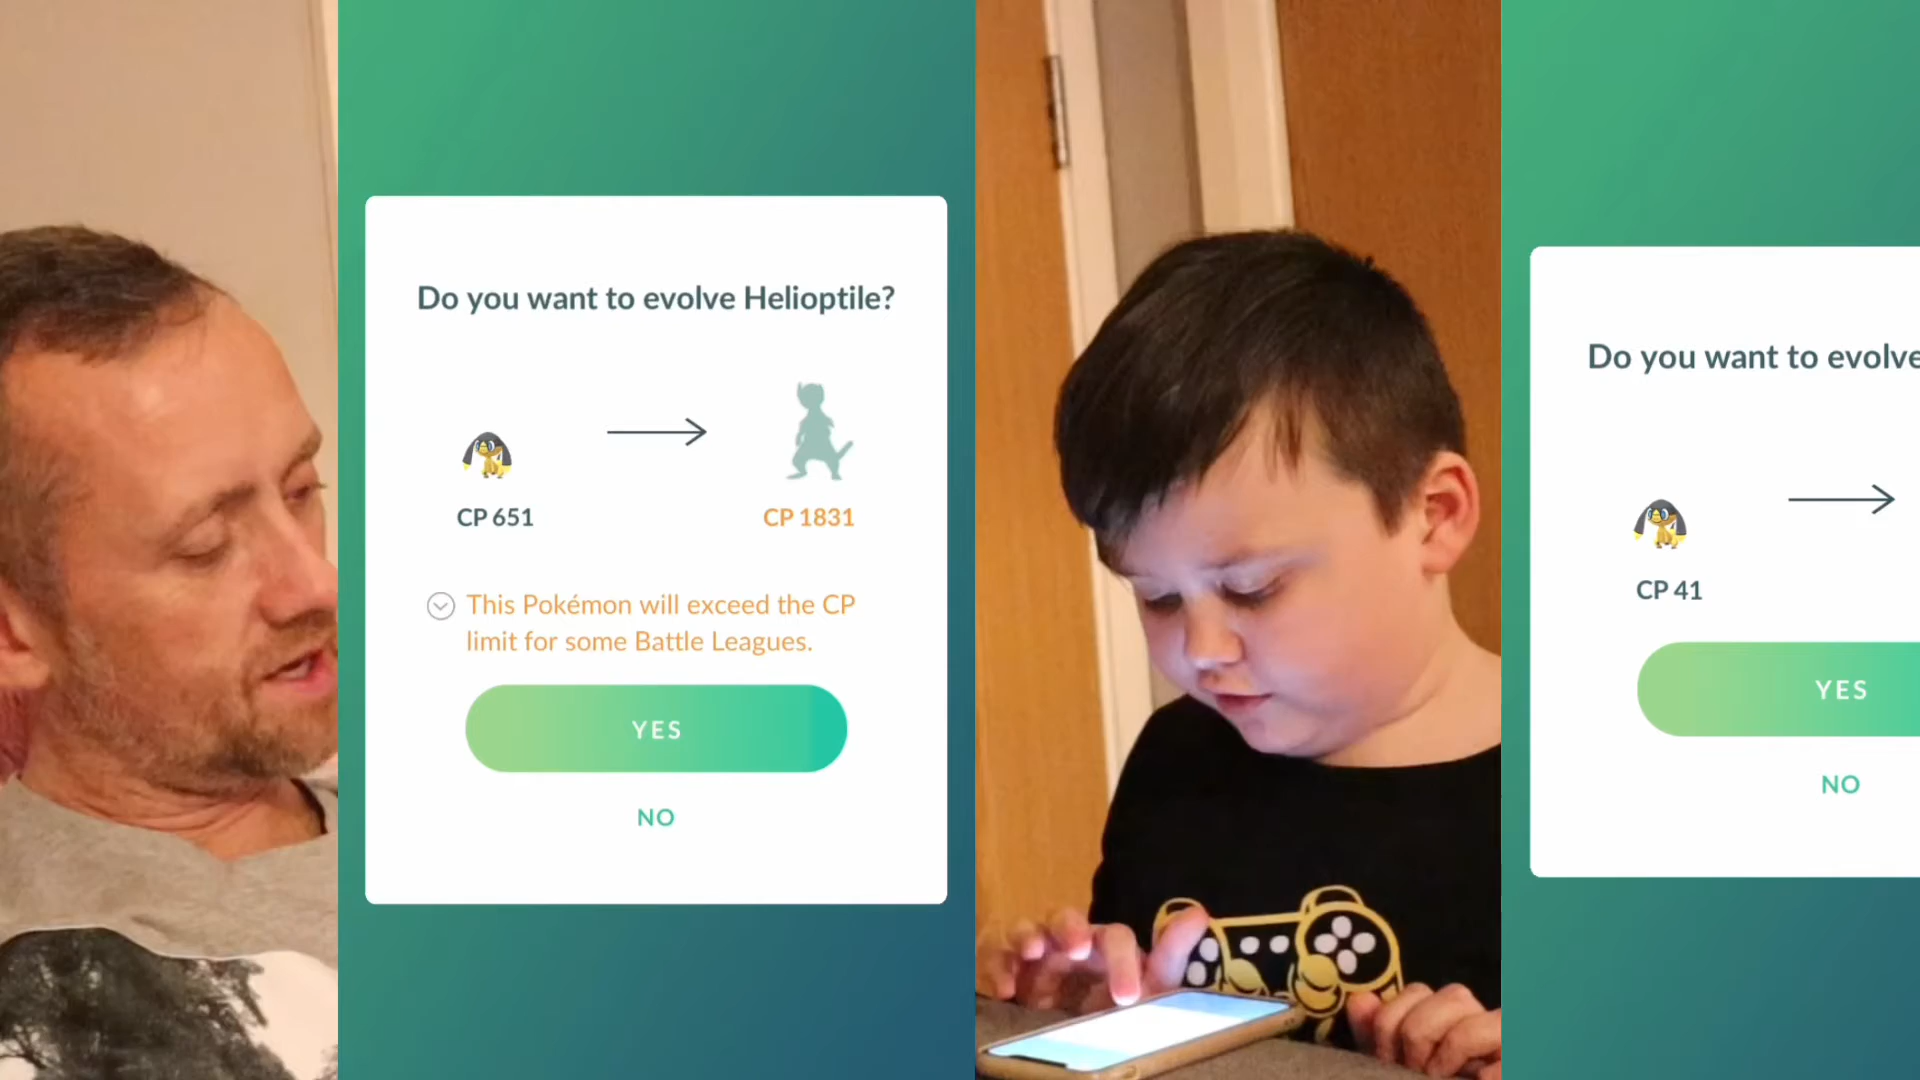 Do you want to evolve Helioptile?
CP 651
CP 1831
This Pokémon will exceed the CP
limit for some Battle Leagues.
YES
NO
Do you want to evolve
CP 41
YES
NO